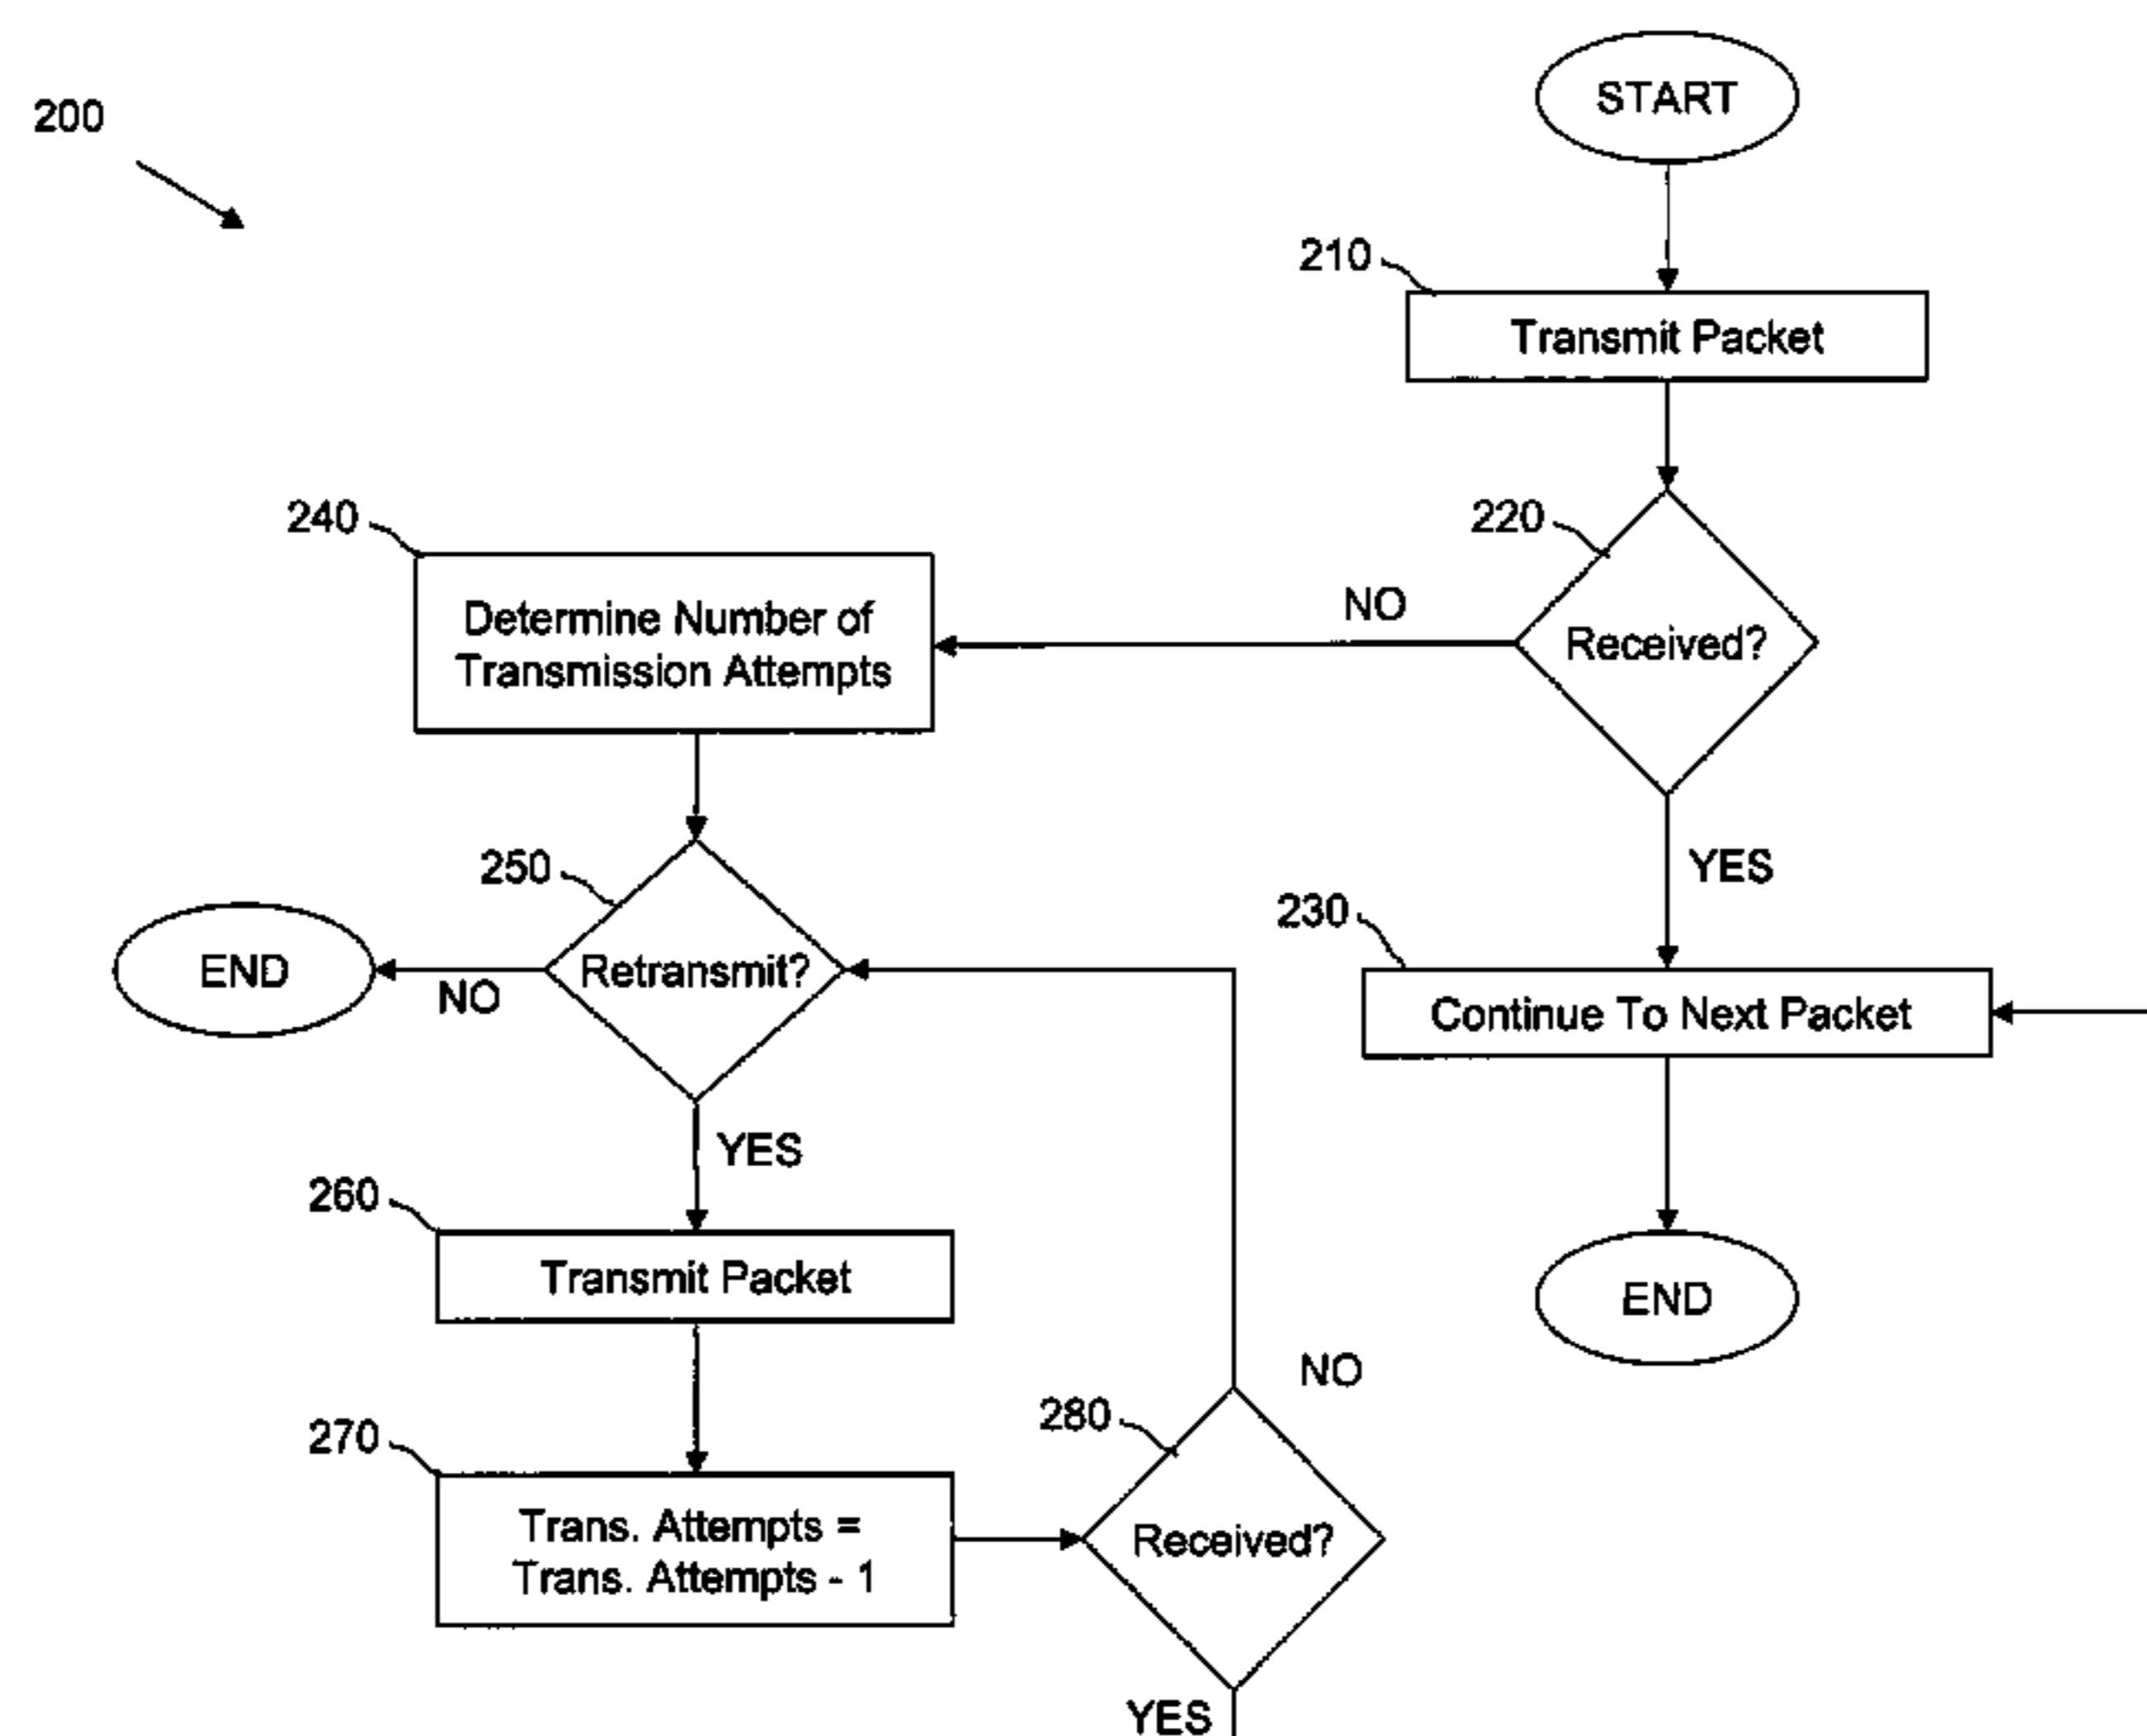 200
START
210
Transmit Packet
240
220
NO
Determine Number of
Transmission Attempts
Received?
250
YES
230
END
Retransmit?
NO
Continue To Next Packet
YES
260
Transmit Packet
END
NO
280
270
Trans. Attempts =
Trans. Attempts - 1
Received?
YES